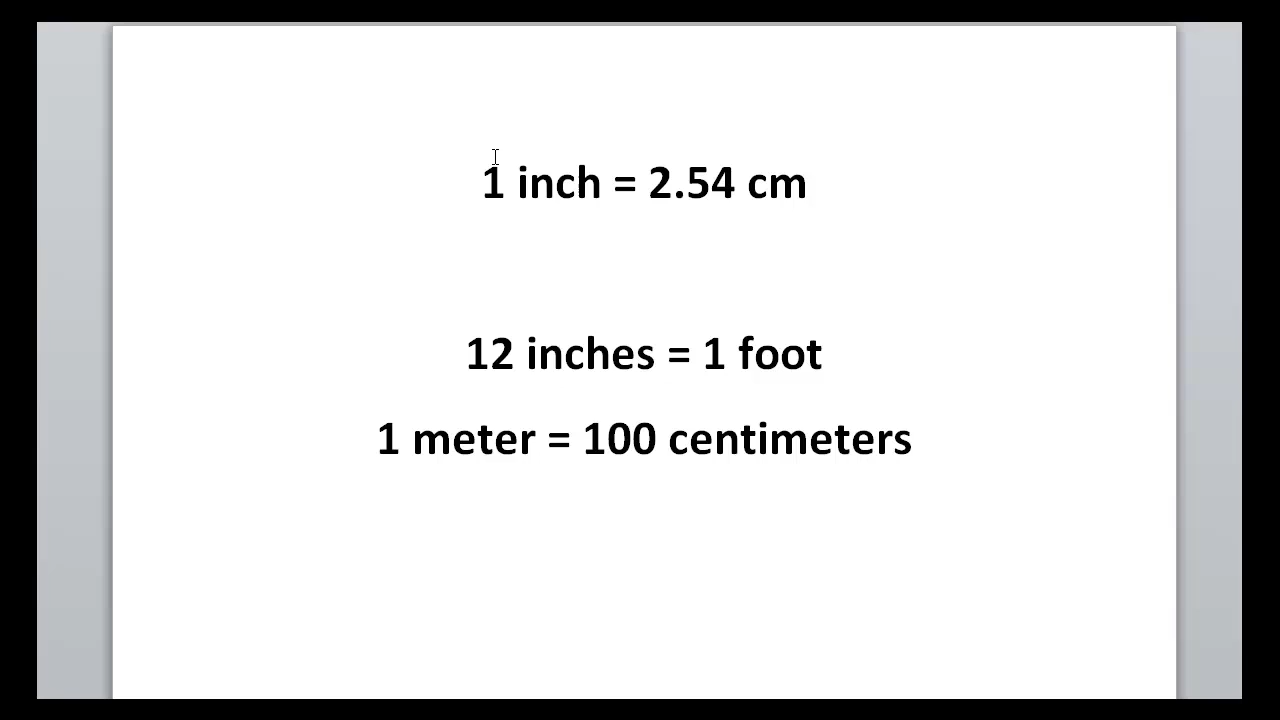 1 inch = 2.54 cm
12 inches = 1 foot
1 meter = 100 centimeters